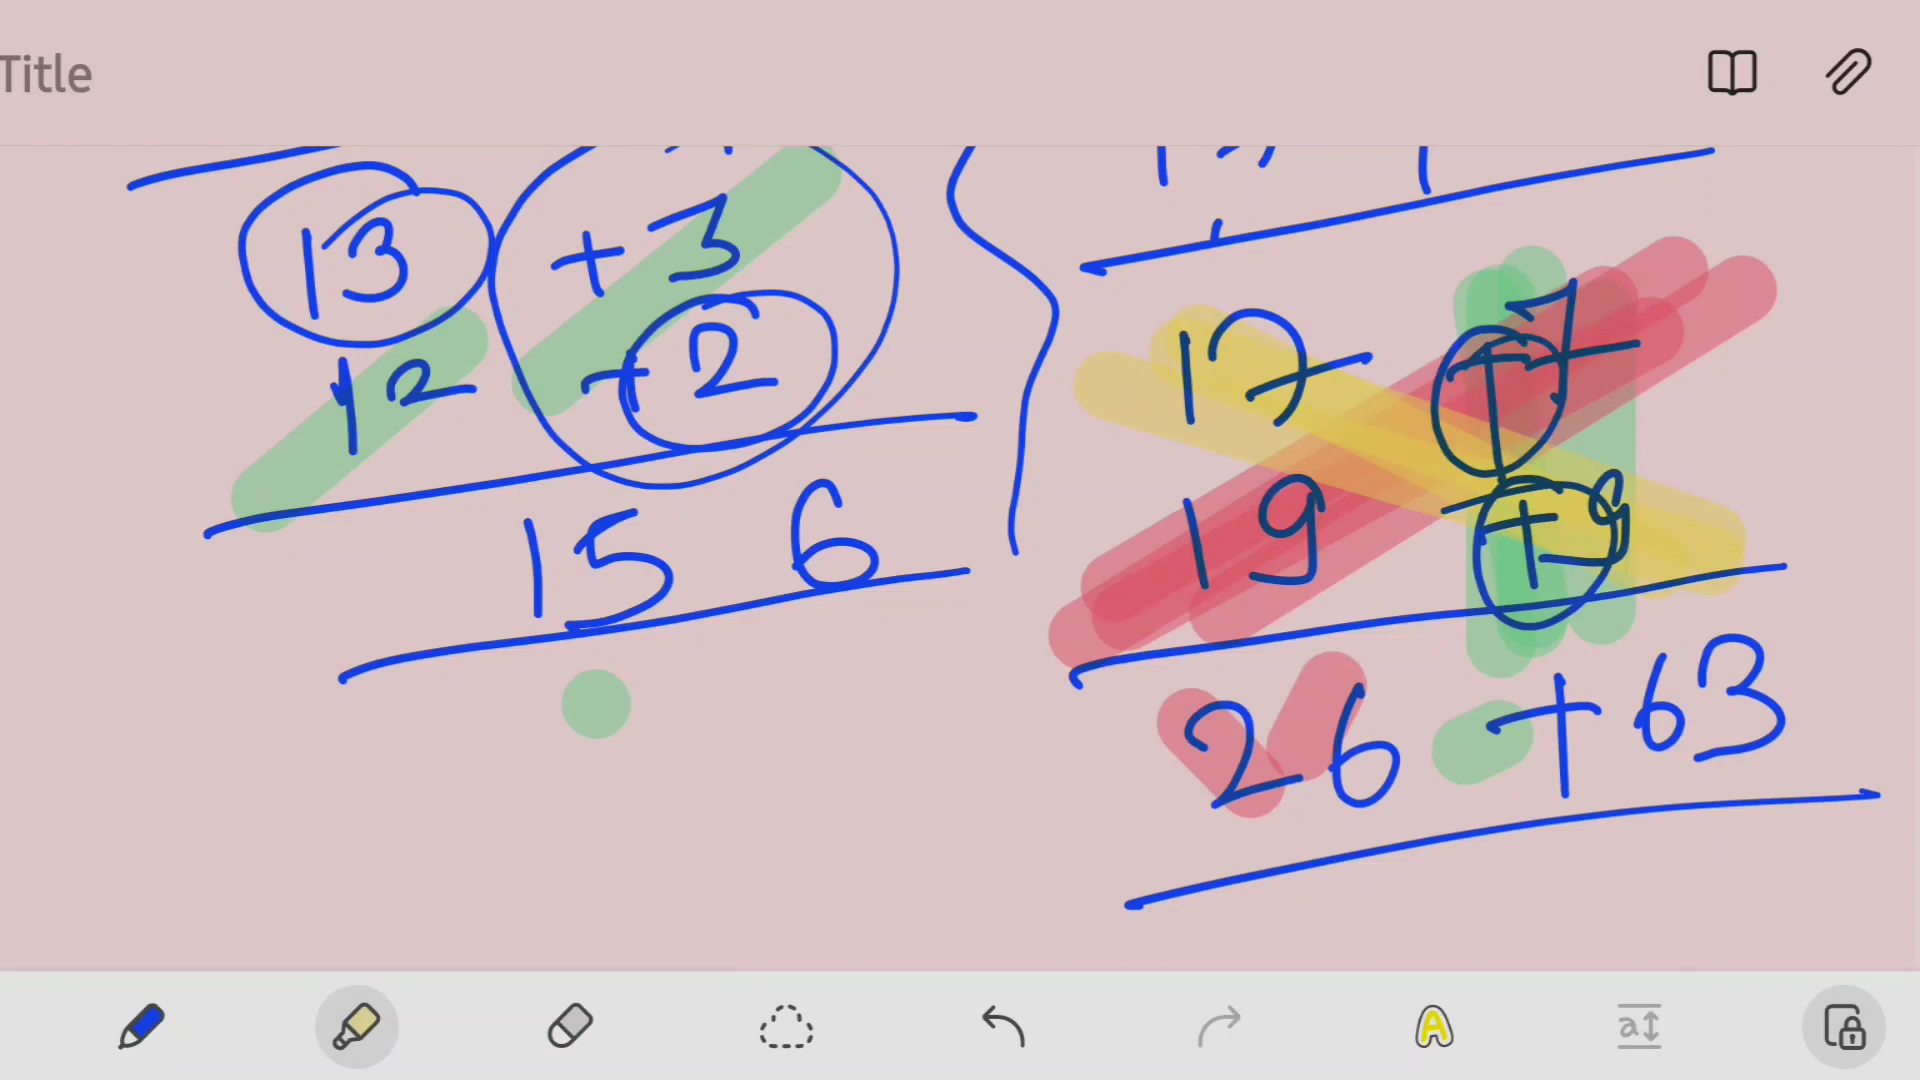 Title
13 + 3
12 + 2
15 6
17 + 7
19 + 9
26 + 63